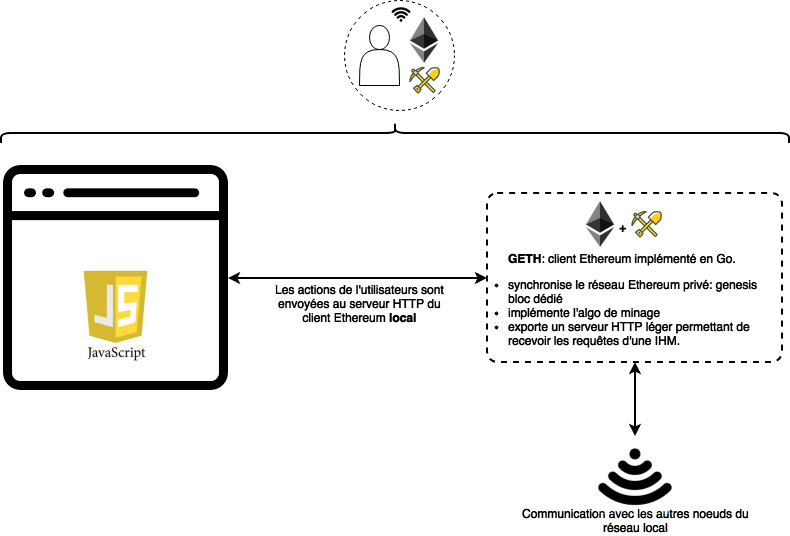 JS
JavaScript
Les actions de l'utilisateurs sont
envoyées au serveur HTTP du
client Ethereum local
+
GETH: client Ethereum implémenté en Go.
• synchronise le réseau Ethereum privé: genesis
bloc dédié
• implémente l'algo de minage
• exporte un serveur HTTP léger permettant de
recevoir les requêtes d'une IHM.
Communication avec les autres noeuds du
réseau local